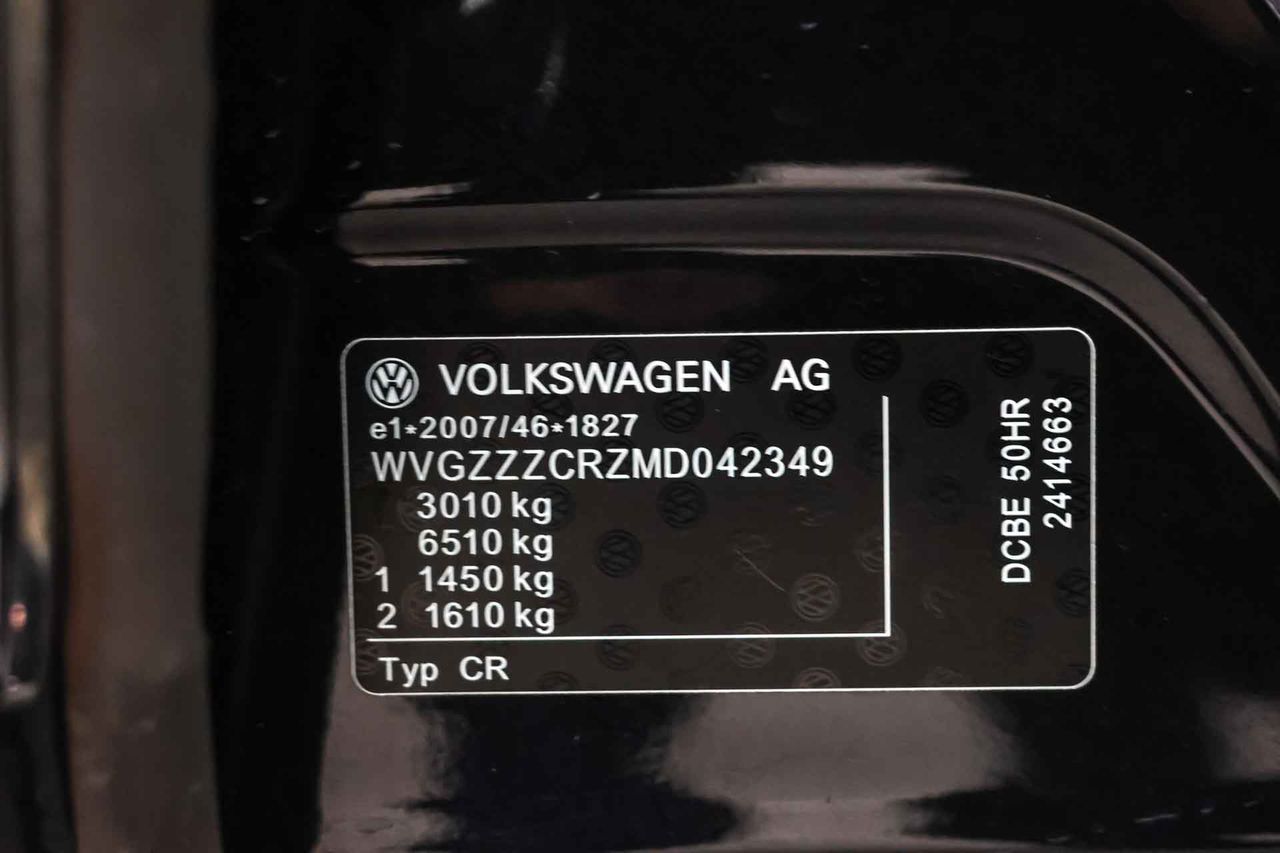 VOLKSWAGEN AG
e1*2007/46*1827
WVGZZZCRZMD042349
3010 kg
6510 kg
1 1450 kg
2 1610 kg
Typ CR
DCBE 50HR
2414663